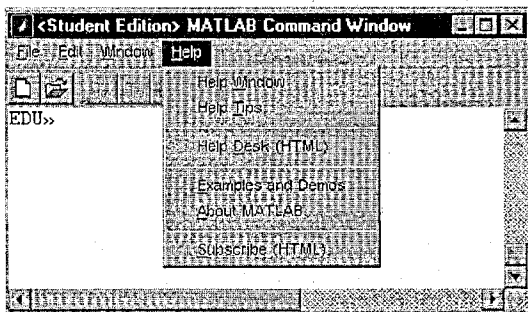 <Student Edition> MATLAB Command Window
File Edit Window Help
Help Window
Help Tips
EDU»
Help Desk (HTML)
Examples and Demos
About MATLAB...
Subscribe (HTML)...